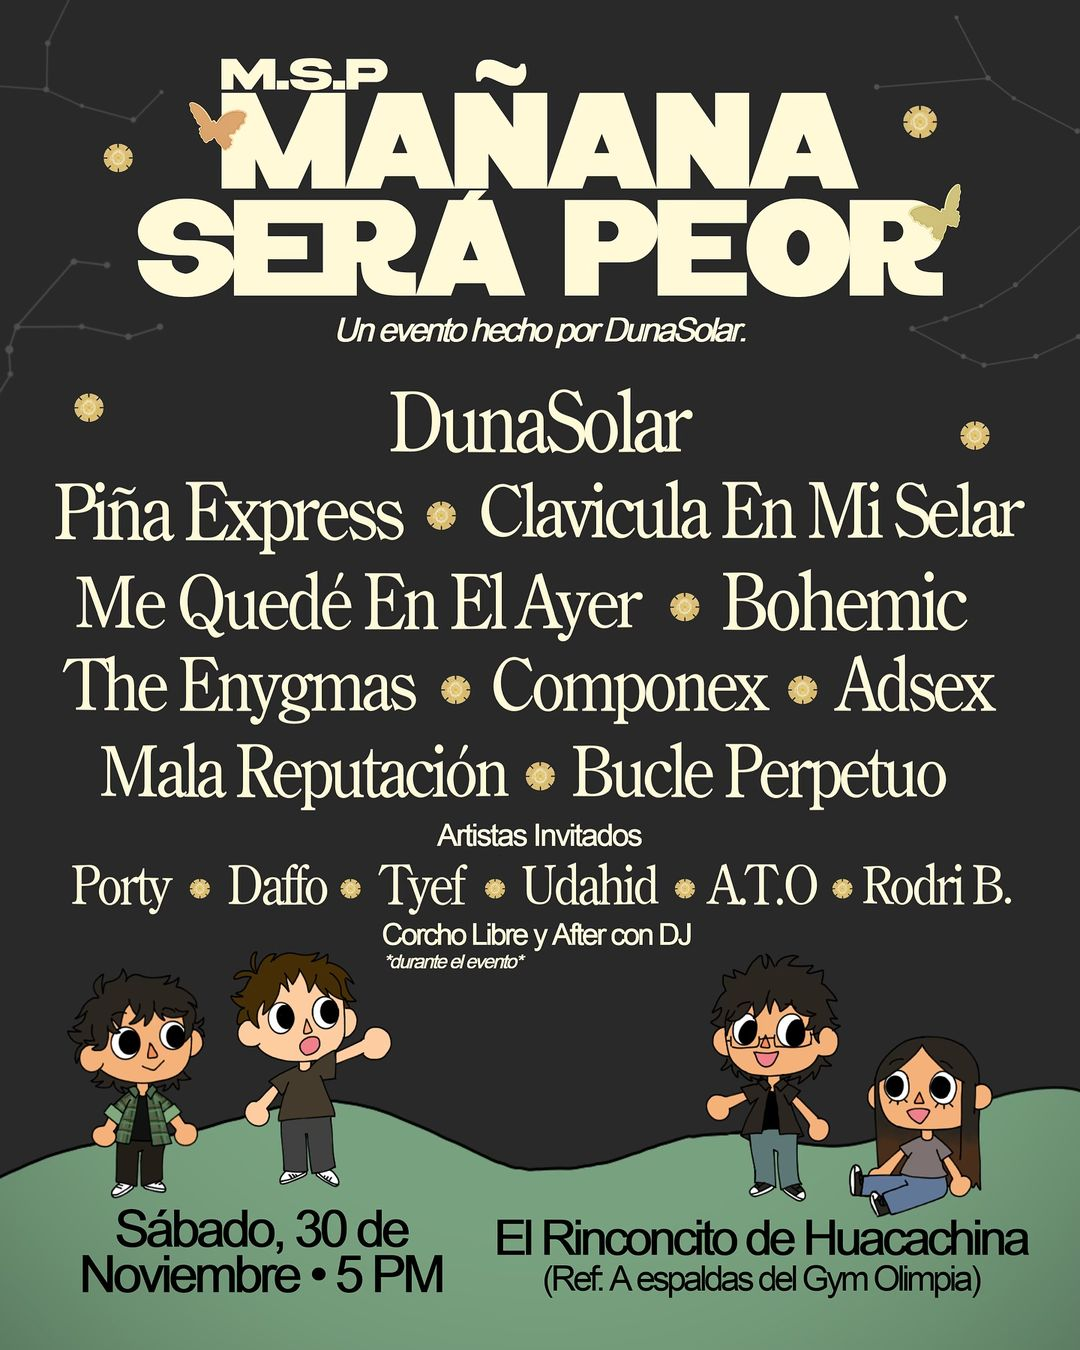 M.S.P
MAÑANA
SERÁ PEOR
Un evento hecho por DunaSolar.
DunaSolar
Piña Express Clavicula En Mi Selar
Me Quedé En El Ayer Bohemic
The Enygmas Componex Adsex
Mala Reputación Bucle Perpetuo
Artistas Invitados
Porty Daffo Tyef Udahid A.T.O Rodri B.
Corcho Libre y After con DJ
*durante el evento*
Sábado, 30 de
Noviembre • 5 PM
El Rinconcito de Huacachina
(Ref: A espaldas del Gym Olimpia)